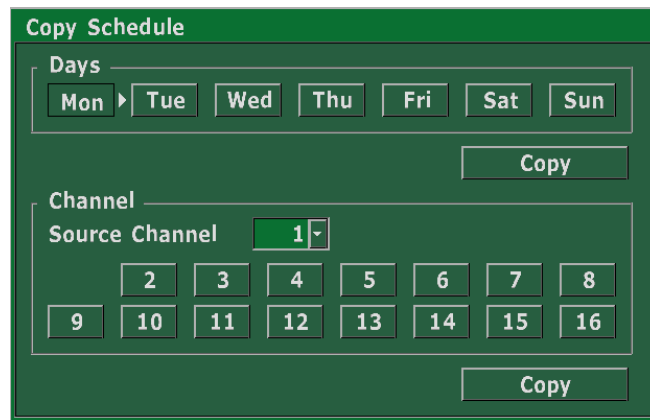 Copy Schedule
Days
Mon Tue Wed Thu Fri Sat Sun
Copy
Channel
Source Channel 1
2 3 4 5 6 7 8
9 10 11 12 13 14 15 16
Copy